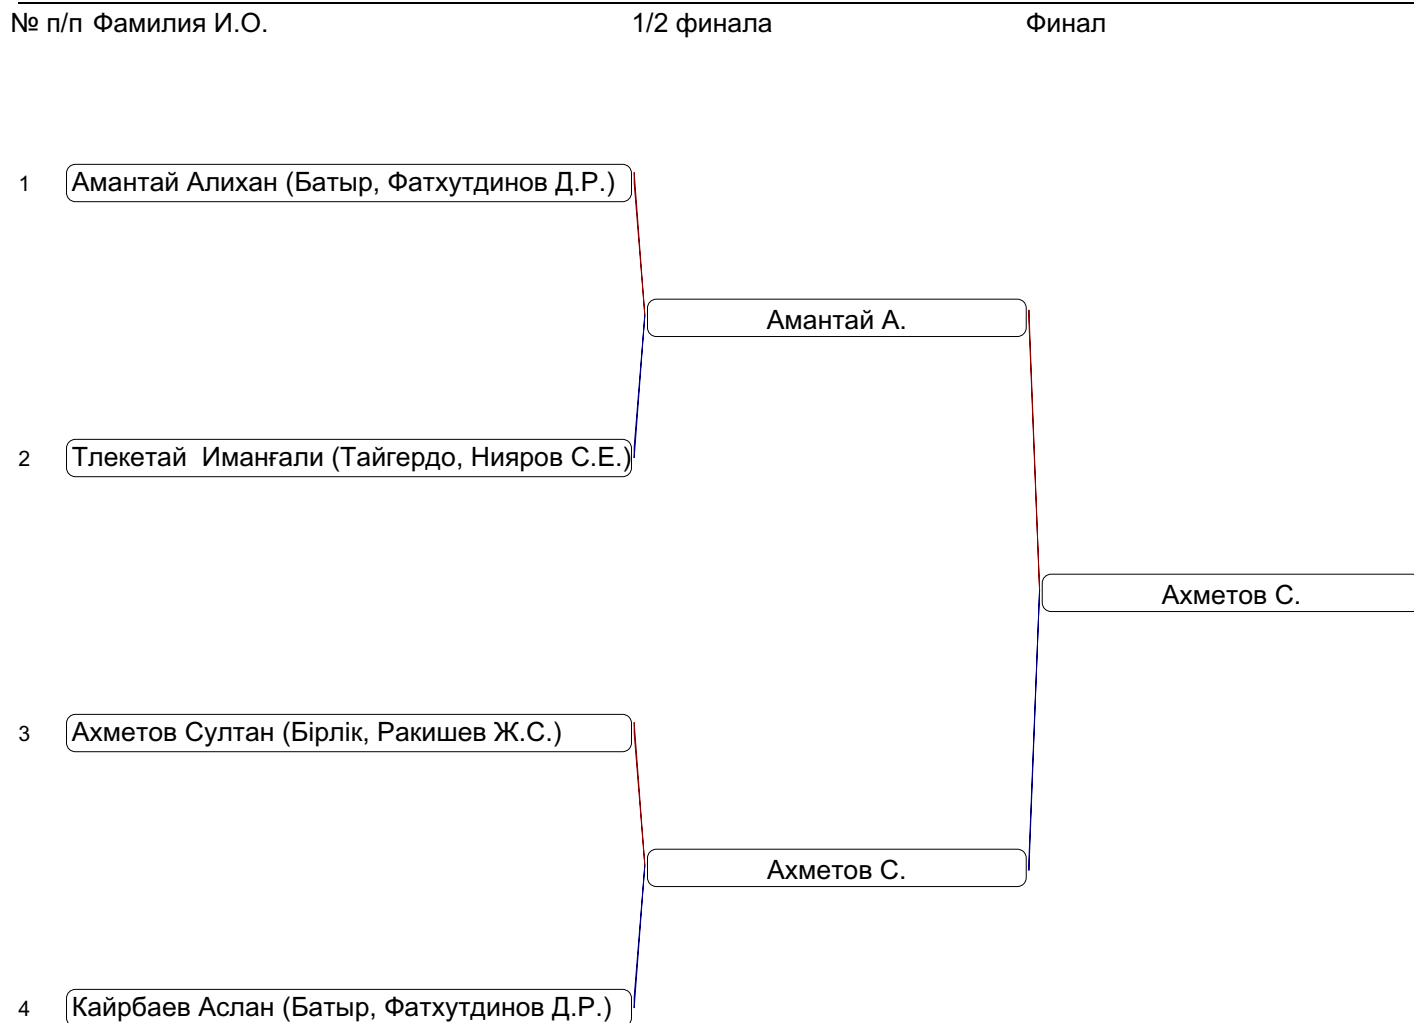 № п/п Фамилия И.О. 1/2 финала Финал
1 Амантай Алихан (Батыр, Фатхутдинов Д.Р.)
Амантай А.
2 Тлекетай  Иманғали (Тайгердо, Нияров С.Е.)
Ахметов С.
3 Ахметов Султан (Бірлік, Ракишев Ж.С.)
Ахметов С.
4 Кайрбаев Аслан (Батыр, Фатхутдинов Д.Р.)